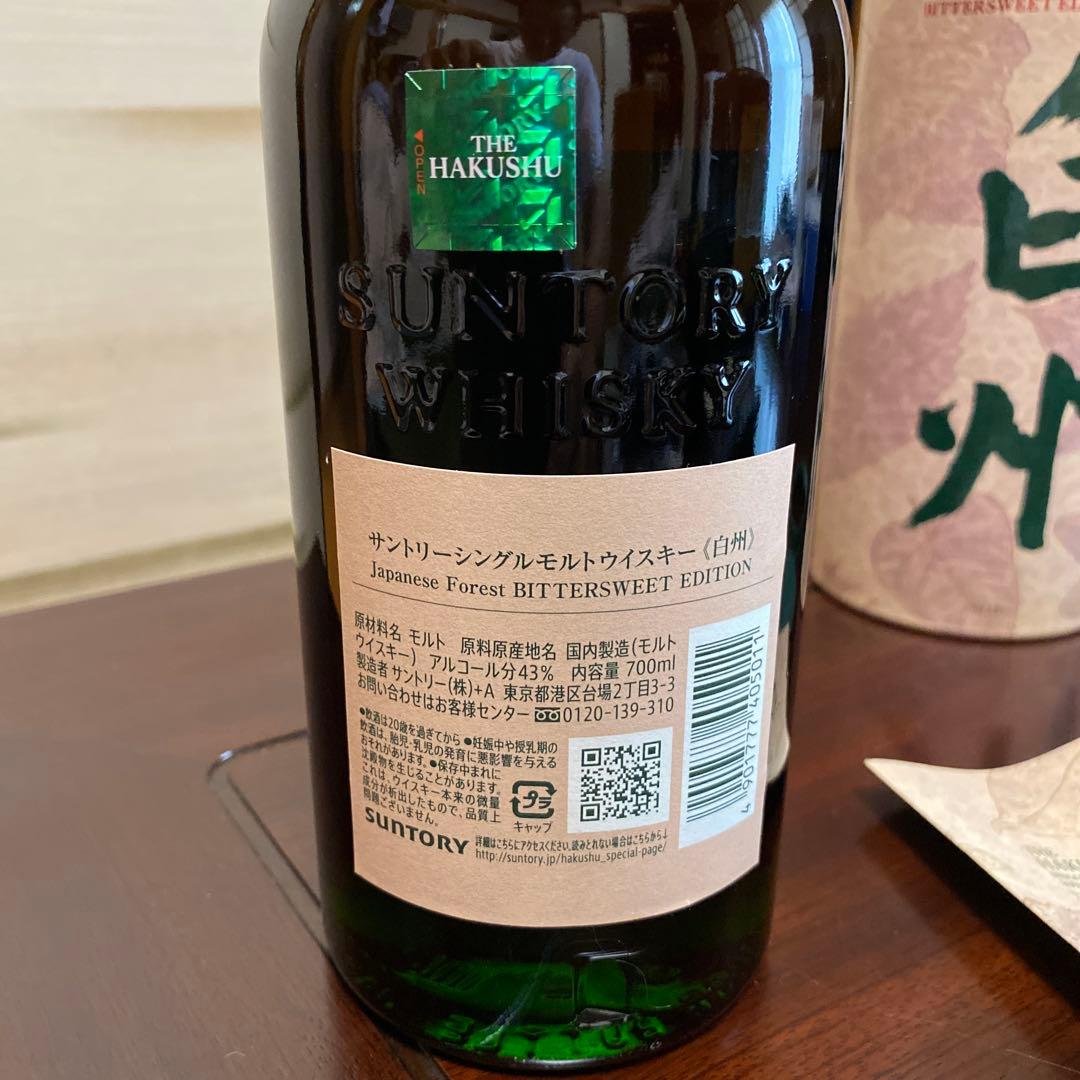 THE
HAKUSHU
OPEN
SUNTORY
WHISKY
サントリーシングルモルトウイスキー《白州》
Japanese Forest BITTERSWEET EDITION
原材料名 モルト 原料原産地名 国内製造(モルト
ウイスキー) アルコール分43% 内容量 700ml
製造者 サントリー(株)+A 東京都港区台場2丁目3-3
お問い合わせはお客様センター 0120-139-310
●飲酒は20歳を過ぎてから ●妊娠中や授乳期の
飲酒は、胎児・乳児の発育に悪影響を与える
おそれがあります。●保存中まれに
沈殿物を生じることがあります。
これは、ウイスキー本来の微量
成分が析出したもので、品質上
問題ございません。
プラ
キャップ
SUNTORY
詳細はこちらにアクセスください。読みとれない場合はこちらから↓
http://suntory.jp/hakushu_special-page/
4 901777 405011
BITTERSWEET
白
州